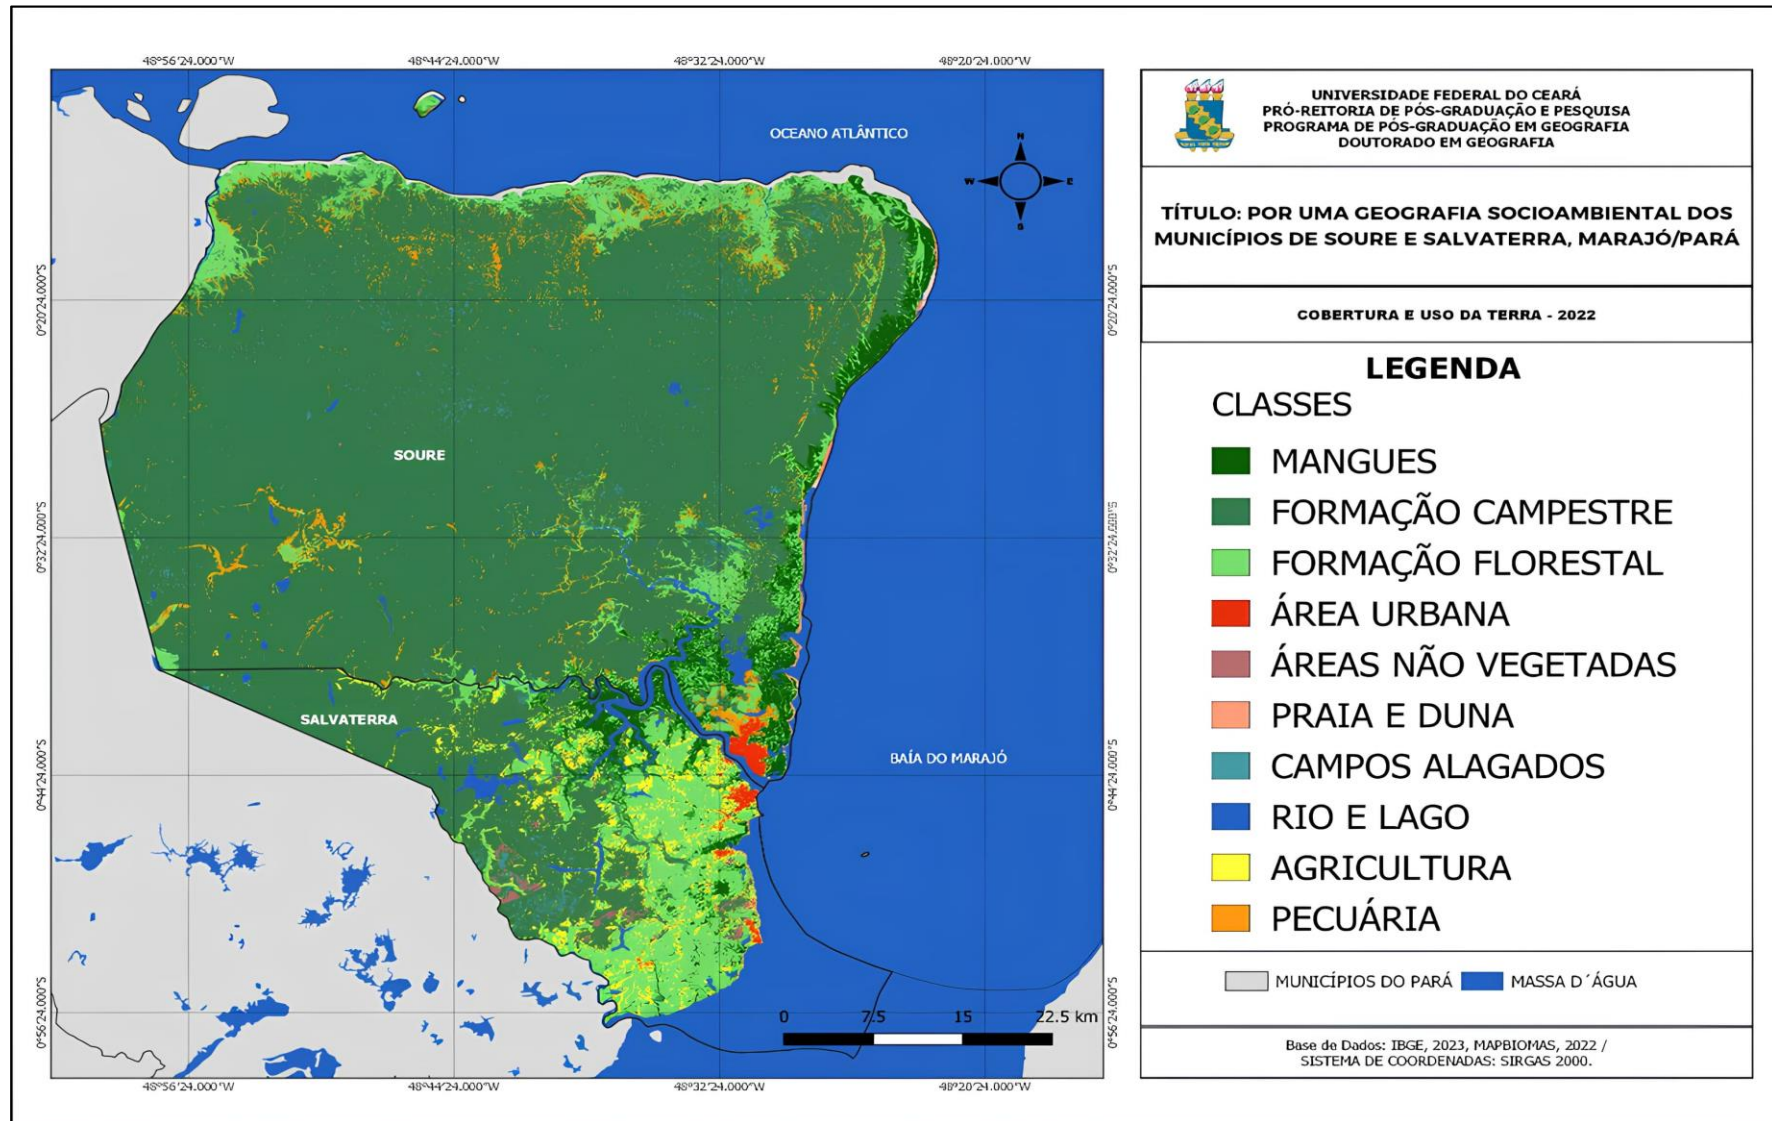 48°56'24.000"W
48°44'24.000"W
48°32'24.000"W
48°20'24.000"W
OCEANO ATLÂNTICO
N
W
E
S
0°20'24.000"S
0°20'24.000"S
SOURE
0°32'24.000"S
0°32'24.000"S
SALVATERRA
BAÍA DO MARAJÓ
0°44'24.000"S
0°44'24.000"S
0°56'24.000"S
0°56'24.000"S
0 7.5 15 22.5 km
48°56'24.000"W
48°44'24.000"W
48°32'24.000"W
48°20'24.000"W
UNIVERSIDADE FEDERAL DO CEARÁ
PRÓ-REITORIA DE PÓS-GRADUAÇÃO E PESQUISA
PROGRAMA DE PÓS-GRADUAÇÃO EM GEOGRAFIA
DOUTORADO EM GEOGRAFIA
TÍTULO: POR UMA GEOGRAFIA SOCIOAMBIENTAL DOS
MUNICÍPIOS DE SOURE E SALVATERRA, MARAJÓ/PARÁ
COBERTURA E USO DA TERRA - 2022
LEGENDA
CLASSES
MANGUES
FORMAÇÃO CAMPESTRE
FORMAÇÃO FLORESTAL
ÁREA URBANA
ÁREAS NÃO VEGETADAS
PRAIA E DUNA
CAMPOS ALAGADOS
RIO E LAGO
AGRICULTURA
PECUÁRIA
MUNICÍPIOS DO PARÁ MASSA D´ÁGUA
Base de Dados: IBGE, 2023, MAPBIOMAS, 2022 /
SISTEMA DE COORDENADAS: SIRGAS 2000.